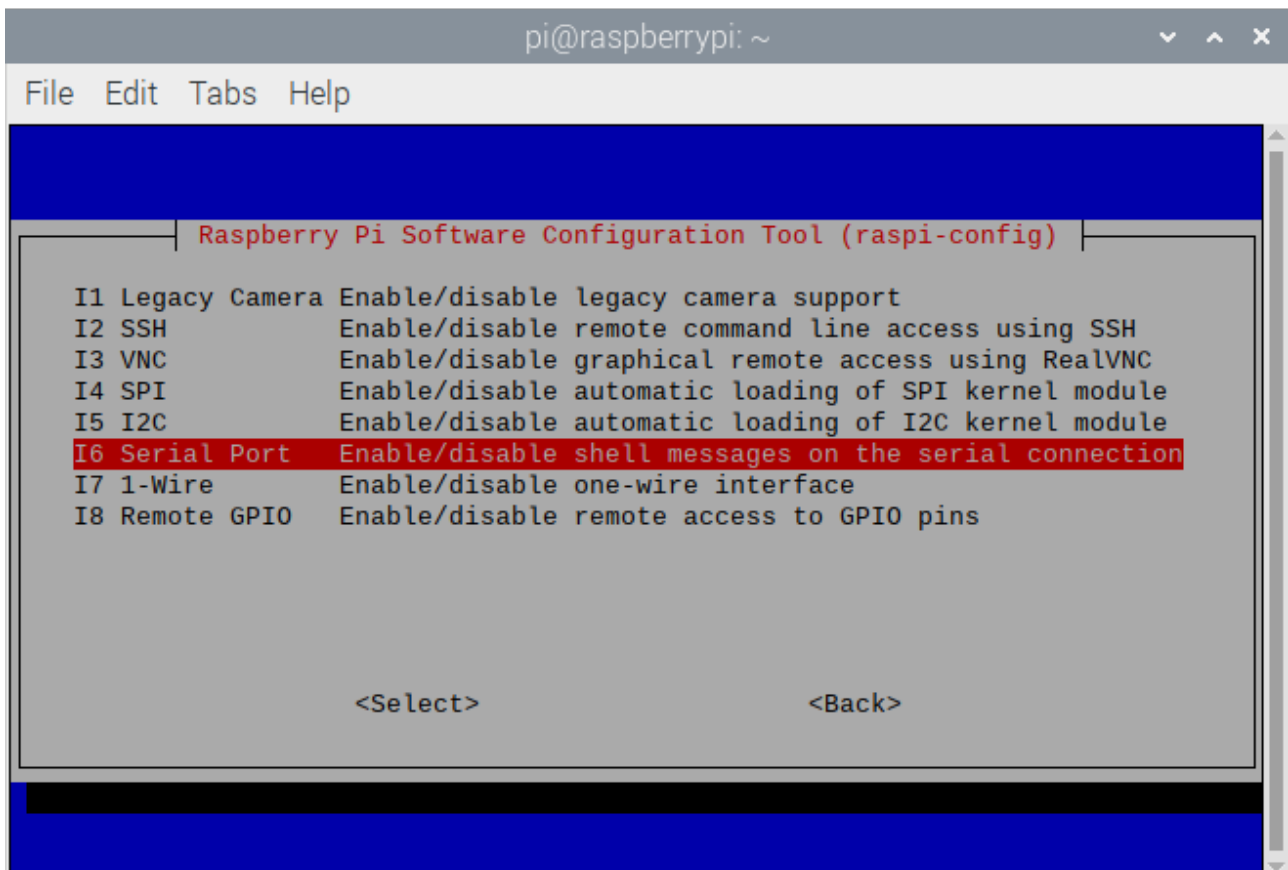 pi@raspberrypi: ~
File Edit Tabs Help
Raspberry Pi Software Configuration Tool (raspi-config)
I1 Legacy Camera Enable/disable legacy camera support
I2 SSH Enable/disable remote command line access using SSH
I3 VNC Enable/disable graphical remote access using RealVNC
I4 SPI Enable/disable automatic loading of SPI kernel module
I5 I2C Enable/disable automatic loading of I2C kernel module
I6 Serial Port Enable/disable shell messages on the serial connection
I7 1-Wire Enable/disable one-wire interface
I8 Remote GPIO Enable/disable remote access to GPIO pins
<Select> <Back>